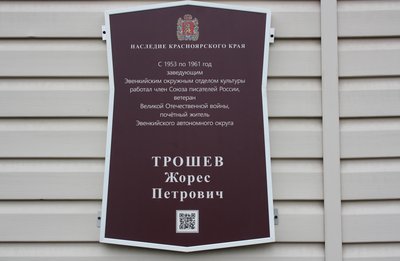 НАСЛЕДИЕ КРАСНОЯРСКОГО КРАЯ
С 1953 по 1961 год
заведующим
Эвенкийским окружным отделом культуры
работал член Союза писателей России,
ветеран
Великой Отечественной войны,
почётный житель
Эвенкийского автономного округа
ТРОШЕВ
Жорес
Петрович